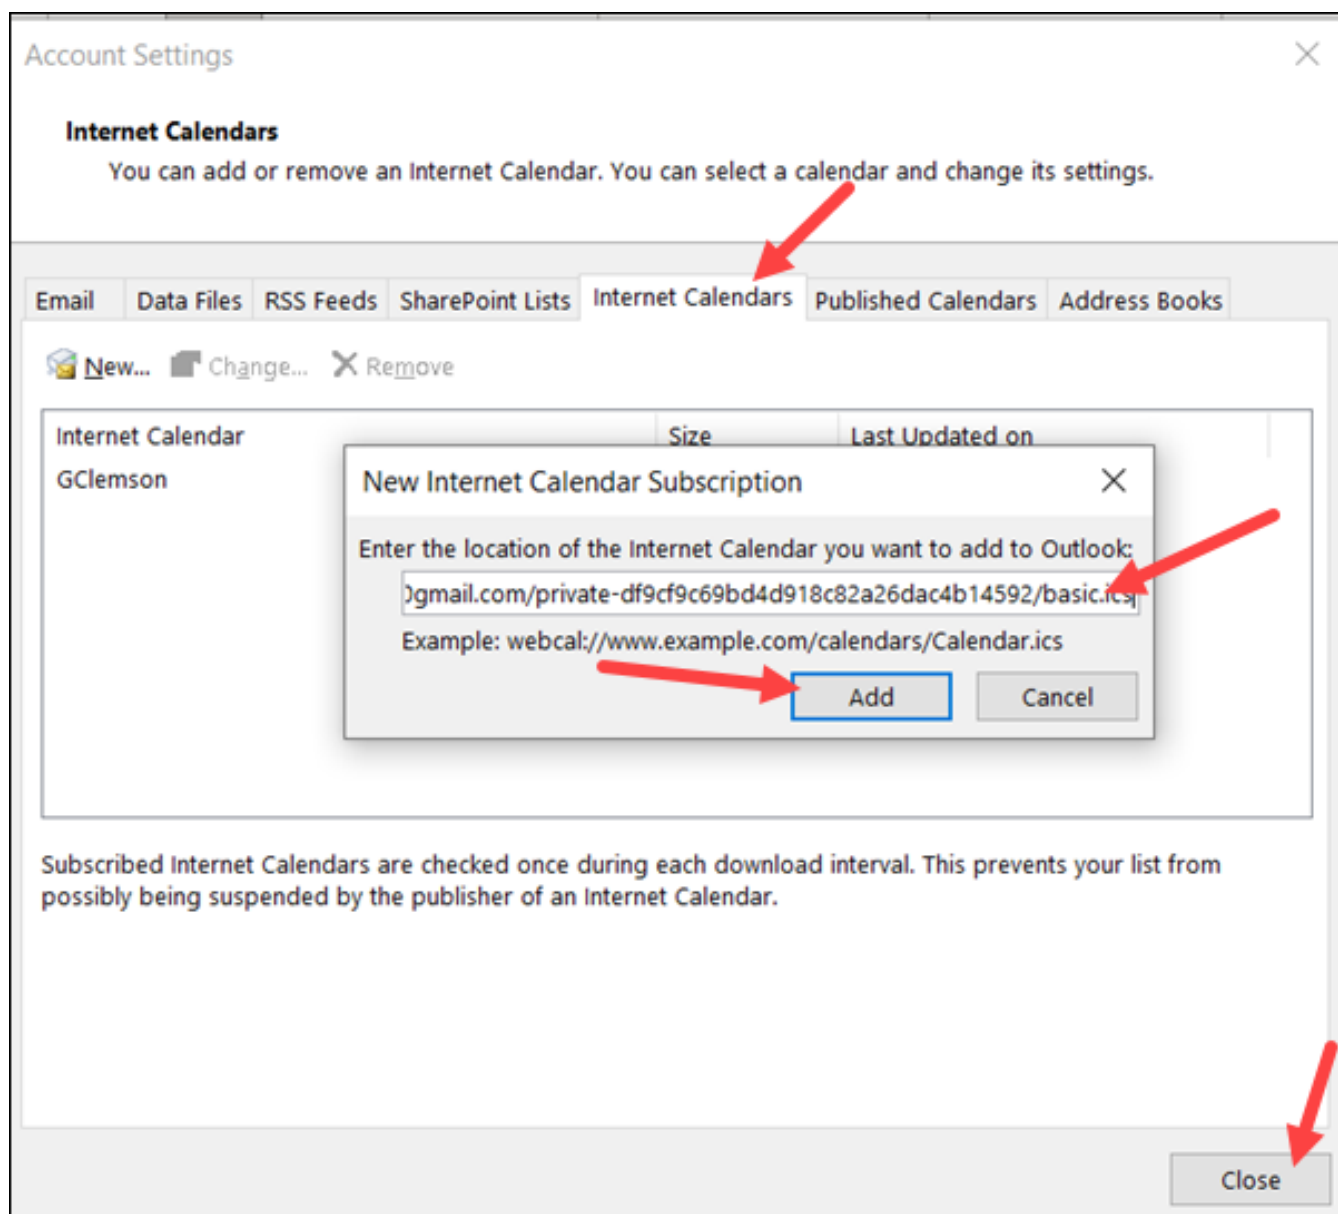 Account Settings
Internet Calendars
You can add or remove an Internet Calendar. You can select a calendar and change its settings.
Email Data Files RSS Feeds SharePoint Lists Internet Calendars Published Calendars Address Books
New... Change... Remove
Internet Calendar Size Last Updated on
GClemson
New Internet Calendar Subscription
Enter the location of the Internet Calendar you want to add to Outlook:
gmail.com/private-df9cf9c69bd4d918c82a26dac4b14592/basic.ics
Example: webcal://www.example.com/calendars/Calendar.ics
Add Cancel
Subscribed Internet Calendars are checked once during each download interval. This prevents your list from
possibly being suspended by the publisher of an Internet Calendar.
Close